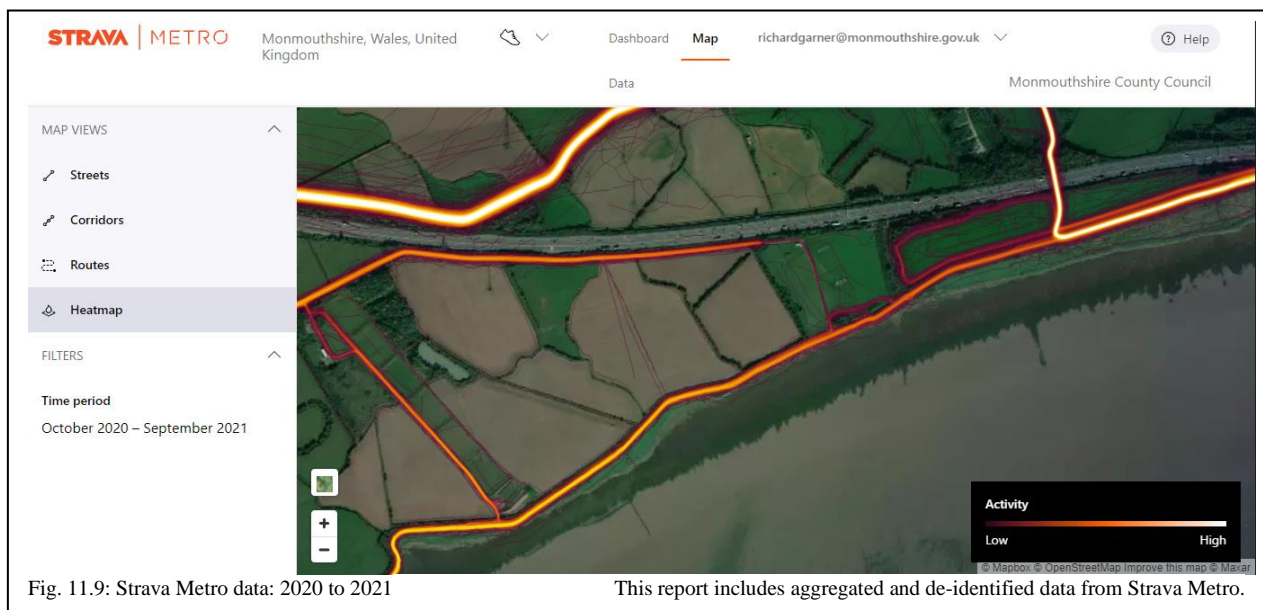 STRAVA | METRO
Monmouthshire, Wales, United
Kingdom
Dashboard
Map
richardgarner@monmouthshire.gov.uk
Help
Data
Monmouthshire County Council
MAP VIEWS
Streets
Corridors
Routes
Heatmap
FILTERS
Time period
October 2020 – September 2021
+
−
Activity
Low
High
© Mapbox © OpenStreetMap Improve this map © Maxar
Fig. 11.9: Strava Metro data: 2020 to 2021
This report includes aggregated and de-identified data from Strava Metro.